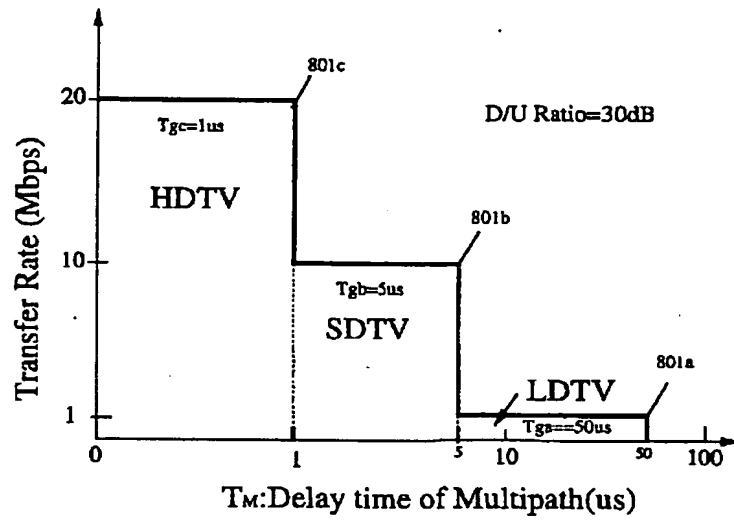 801c
20
Tgc=1us
D/U Ratio=30dB
HDTV
801b
10
Tgb=5us
SDTV
Transfer Rate (Mbps)
801a
LDTV
1
Tga==50us
0
1
5
10
50
100
TM:Delay time of Multipath(us)